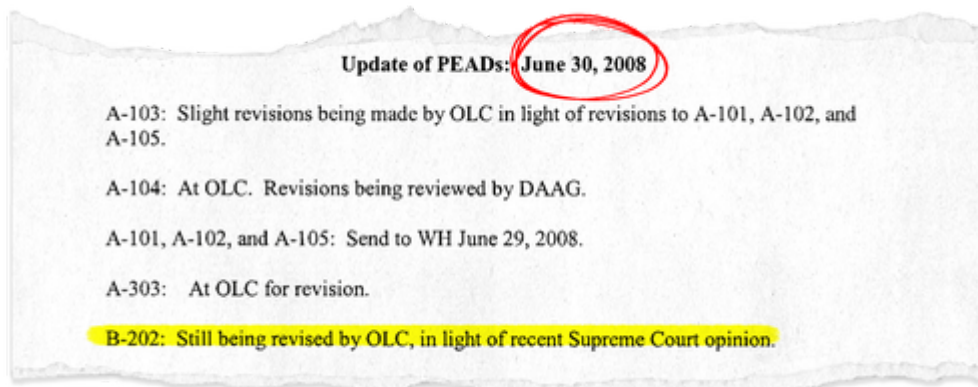 Update of PEADs: June 30, 2008
A-103: Slight revisions being made by OLC in light of revisions to A-101, A-102, and
A-105.
A-104: At OLC. Revisions being reviewed by DAAG.
A-101, A-102, and A-105: Send to WH June 29, 2008.
A-303: At OLC for revision.
B-202: Still being revised by OLC, in light of recent Supreme Court opinion.